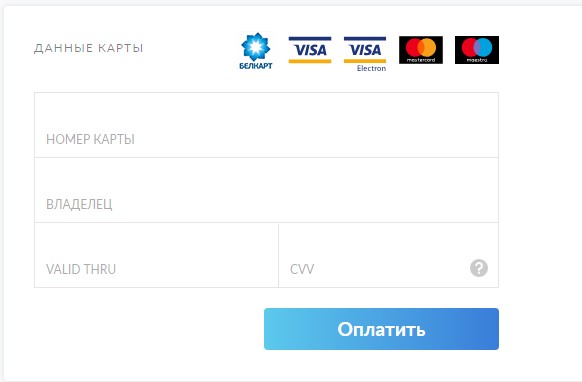 ДАННЫЕ КАРТЫ
БЕЛКАРТ
VISA
VISA
Electron
mastercard
maestro
НОМЕР КАРТЫ
ВЛАДЕЛЕЦ
VALID THRU
CVV
?
Оплатить